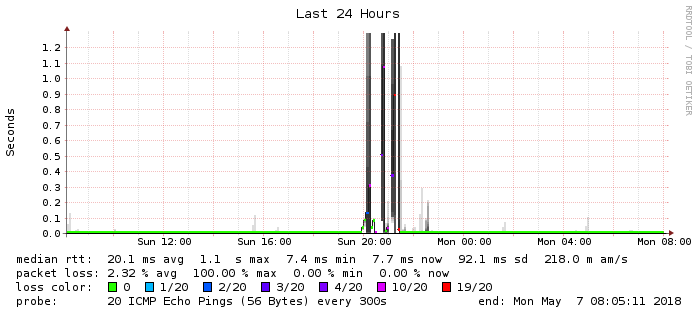 Last 24 Hours
RRDTOOL / TOBI OETIKER
Seconds
1.2
1.1
1.0
0.9
0.8
0.7
0.6
0.5
0.4
0.3
0.2
0.1
0.0
Sun 12:00 Sun 16:00 Sun 20:00 Mon 00:00 Mon 04:00 Mon 08:00
median rtt: 20.1 ms avg 1.1 s max 7.4 ms min 7.7 ms now 92.1 ms sd 218.0 m am/s
packet loss: 2.32 % avg 100.00 % max 0.00 % min 0.00 % now
loss color: 0 1/20 2/20 3/20 4/20 10/20 19/20
probe: 20 ICMP Echo Pings (56 Bytes) every 300s end: Mon May 7 08:05:11 2018